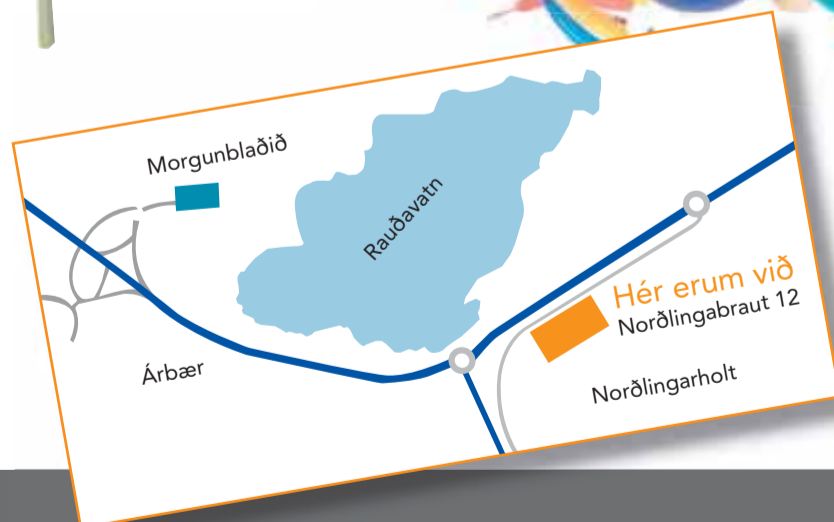 Morgunblaðið
Rauðavatn
Hér erum við
Norðlingabraut 12
Árbær
Norðlingarholt